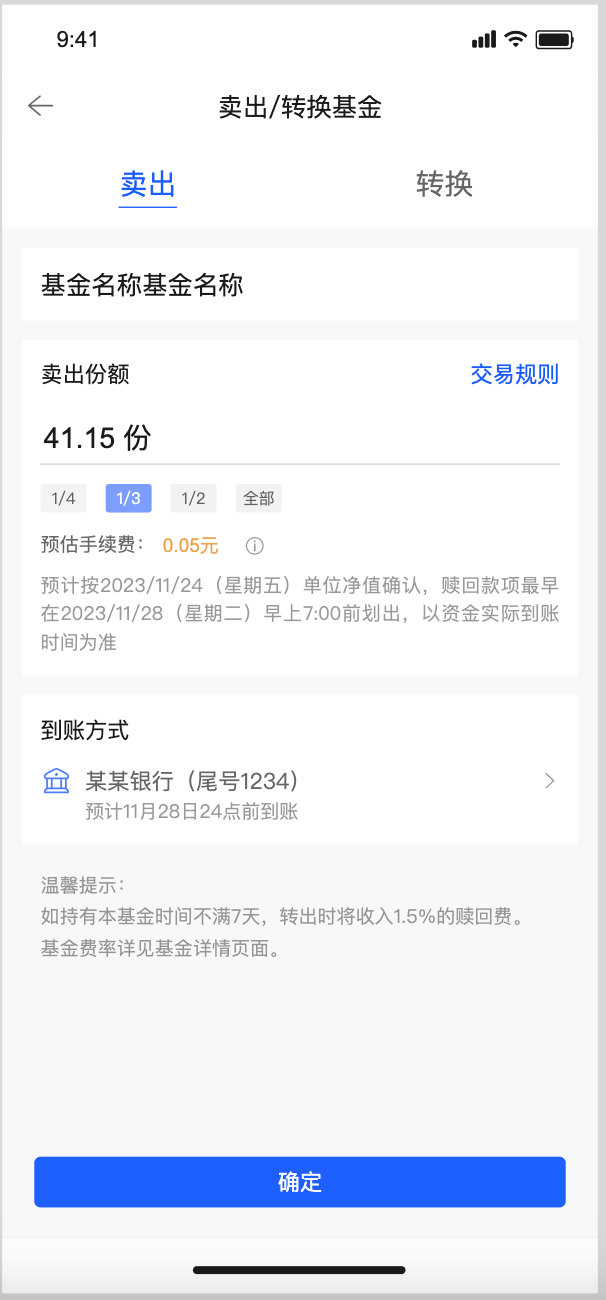 9:41
卖出/转换基金
卖出 转换
基金名称基金名称
卖出份额 交易规则
41.15 份
1/4 1/3 1/2 全部
预估手续费： 0.05元
预计按2023/11/24（星期五）单位净值确认，赎回款项最早
在2023/11/28（星期二）早上7:00前划出，以资金实际到账
时间为准
到账方式
某某银行（尾号1234）
预计11月28日24点前到账
温馨提示：
如持有本基金时间不满7天，转出时将收入1.5%的赎回费。
基金费率详见基金详情页面。
确定